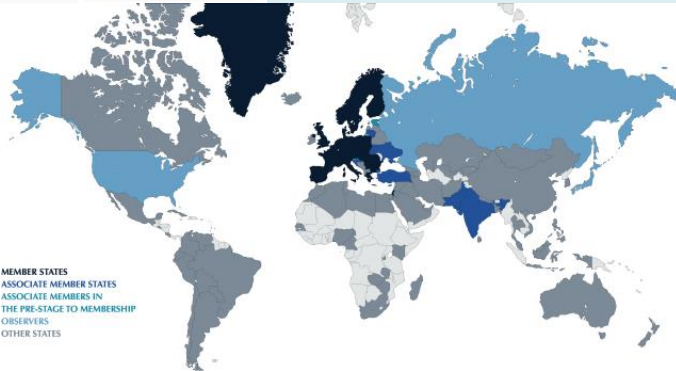 MEMBER STATES
ASSOCIATE MEMBER STATES
ASSOCIATE MEMBERS IN
THE PRE-STAGE TO MEMBERSHIP
OBSERVERS
OTHER STATES